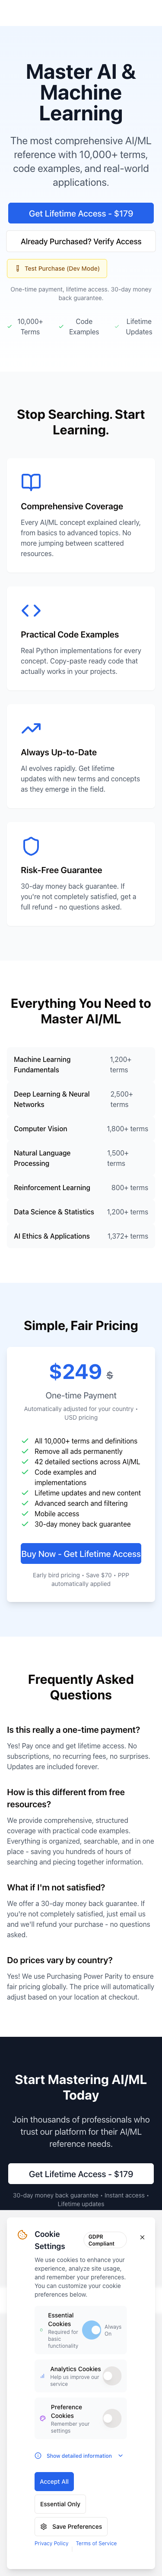 Master AI &
Machine
Learning
The most comprehensive AI/ML
reference with 10,000+ terms,
code examples, and real-world
applications.
Get Lifetime Access - $179
Already Purchased? Verify Access
Test Purchase (Dev Mode)
One-time payment, lifetime access. 30-day money
back guarantee.
10,000+
Terms
Code
Examples
Lifetime
Updates
Stop Searching. Start
Learning.
Comprehensive Coverage
Every AI/ML concept explained clearly,
from basics to advanced topics. No
more jumping between scattered
resources.
Practical Code Examples
Real Python implementations for every
concept. Copy-paste ready code that
actually works in your projects.
Always Up-to-Date
AI evolves rapidly. Get lifetime
updates with new terms and concepts
as they emerge in the field.
Risk-Free Guarantee
30-day money back guarantee. If
you're not completely satisfied, get a
full refund - no questions asked.
Everything You Need to
Master AI/ML
Machine Learning
Fundamentals
1,200+
terms
Deep Learning & Neural
Networks
2,500+
terms
Computer Vision
1,800+ terms
Natural Language
Processing
1,500+
terms
Reinforcement Learning
800+ terms
Data Science & Statistics
1,200+ terms
AI Ethics & Applications
1,372+ terms
Simple, Fair Pricing
$249 $
One-time Payment
Automatically adjusted for your country •
USD pricing
All 10,000+ terms and definitions
Remove all ads permanently
42 detailed sections across AI/ML
Code examples and
implementations
Lifetime updates and new content
Advanced search and filtering
Mobile access
30-day money back guarantee
Buy Now - Get Lifetime Access
Early bird pricing • Save $70 • PPP
automatically applied
Frequently Asked
Questions
Is this really a one-time payment?
Yes! Pay once and get lifetime access. No
subscriptions, no recurring fees, no surprises.
Updates are included forever.
How is this different from free
resources?
We provide comprehensive, structured
coverage with practical code examples.
Everything is organized, searchable, and in one
place - saving you hundreds of hours of
searching and piecing together information.
What if I'm not satisfied?
We offer a 30-day money back guarantee. If
you're not completely satisfied, just email us
and we'll refund your purchase - no questions
asked.
Do prices vary by country?
Yes! We use Purchasing Power Parity to ensure
fair pricing globally. The price will automatically
adjust based on your location at checkout.
Start Mastering AI/ML
Today
Join thousands of professionals who
trust our platform for their AI/ML
reference needs.
Get Lifetime Access - $179
30-day money back guarantee • Instant access •
Lifetime updates
Cookie
Settings
GDPR
Compliant
We use cookies to enhance your
experience, analyze site usage,
and remember your preferences.
You can customize your cookie
preferences below.
Essential
Cookies
Required for
basic
functionality
Always
On
Analytics Cookies
Help us improve our
service
Preference
Cookies
Remember your
settings
Show detailed information
Accept All
Essential Only
Save Preferences
Privacy Policy
Terms of Service